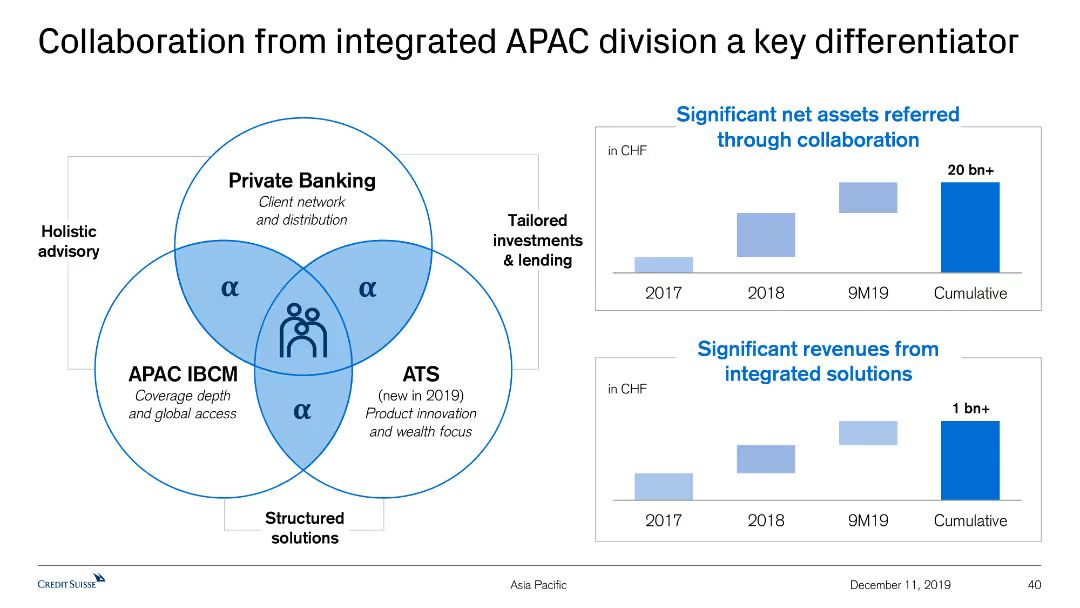 Collaboration from integrated APAC division a key differentiator
Private Banking
Client network
and distribution
Holistic
advisory
Tailored
investments
& lending
α
α
APAC IBCM
Coverage depth
and global access
ATS
(new in 2019)
Product innovation
and wealth focus
α
Structured
solutions
Significant net assets referred
through collaboration
in CHF
20 bn+
2017
2018
9M19
Cumulative
Significant revenues from
integrated solutions
in CHF
1 bn+
2017
2018
9M19
Cumulative
CREDIT SUISSE
Asia Pacific
December 11, 2019
40